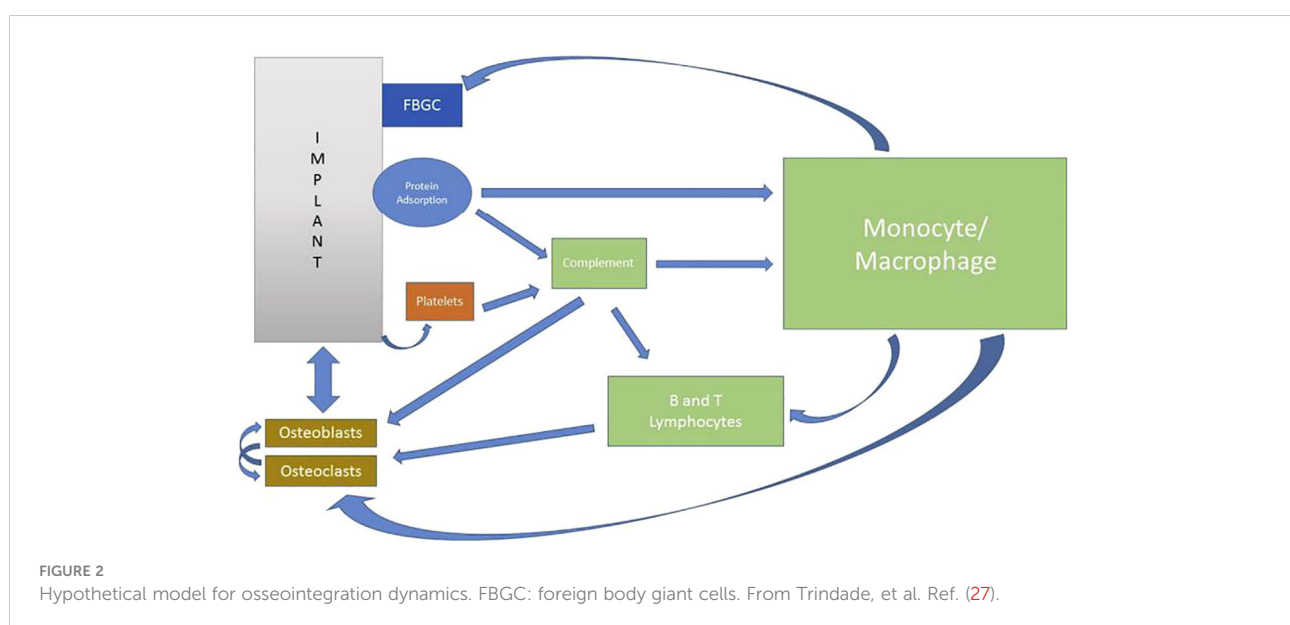 FBGC
I
M
P
L
A
N
T
Protein
Adsorption
Monocyte/
Macrophage
Complement
Platelets
B and T
Lymphocytes
Osteoblasts
Osteoclasts
FIGURE 2
Hypothetical model for osseointegration dynamics. FBGC: foreign body giant cells. From Trindade, et al. Ref. (27).